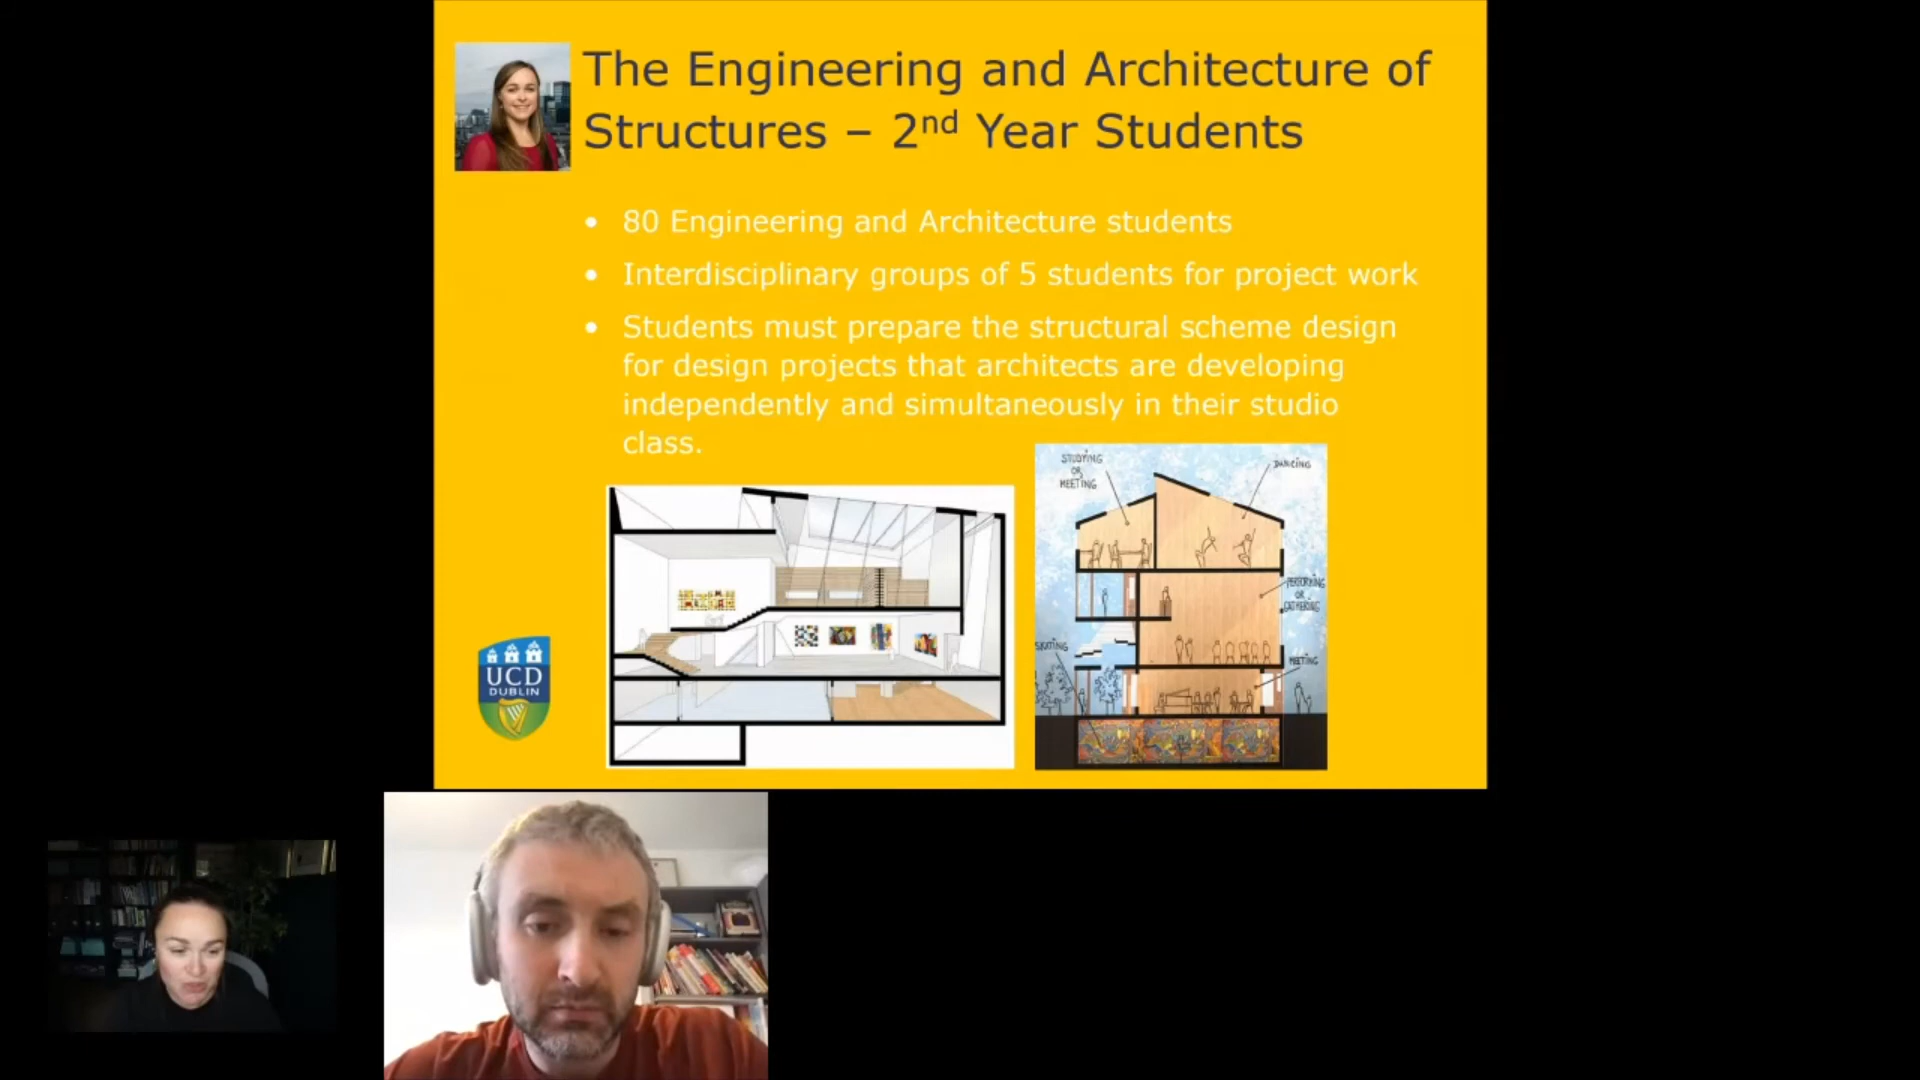 The Engineering and Architecture of
Structures – 2nd Year Students
• 80 Engineering and Architecture students
• Interdisciplinary groups of 5 students for project work
• Students must prepare the structural scheme design
for design projects that architects are developing
independently and simultaneously in their studio
class.
STUDYING
OR
MEETING
DANCING
PERFORMING
OR
GATHERING
SKATING
MEETING
UCD
DUBLIN